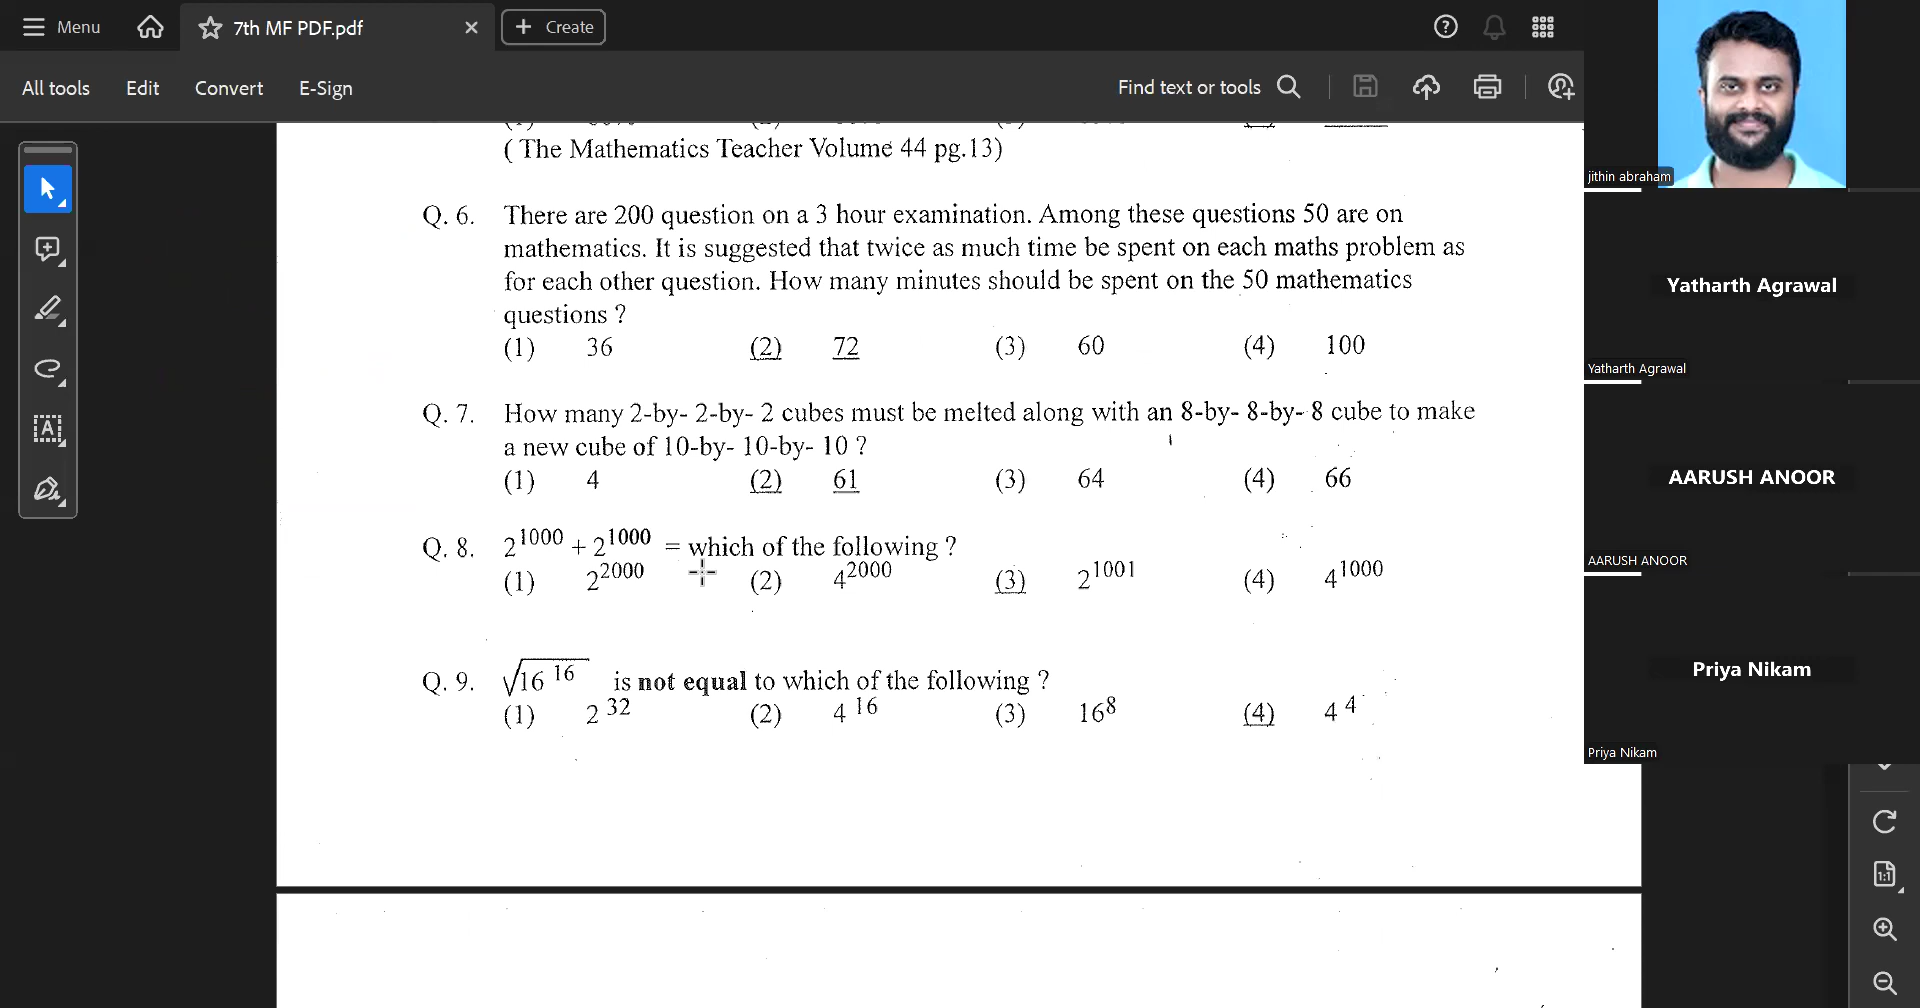 Menu
7th MF PDF.pdf
Create
All tools
Edit
Convert
E-Sign
Find text or tools
( The Mathematics Teacher Volume 44 pg.13)
Q. 6. There are 200 question on a 3 hour examination. Among these questions 50 are on
mathematics. It is suggested that twice as much time be spent on each maths problem as
for each other question. How many minutes should be spent on the 50 mathematics
questions ?
(1) 36 (2) 72 (3) 60 (4) 100
Q. 7. How many 2-by- 2-by- 2 cubes must be melted along with an 8-by- 8-by- 8 cube to make
a new cube of 10-by- 10-by- 10 ?
(1) 4 (2) 61 (3) 64 (4) 66
Q. 8. 2^1000 + 2^1000 = which of the following ?
(1) 2^2000 (2) 4^2000 (3) 2^1001 (4) 4^1000
Q. 9. √16^16 is not equal to which of the following ?
(1) 2^32 (2) 4^16 (3) 16^8 (4) 4^4
jithin abraham
Yatharth Agrawal
Yatharth Agrawal
AARUSH ANOOR
AARUSH ANOOR
Priya Nikam
Priya Nikam
1:1